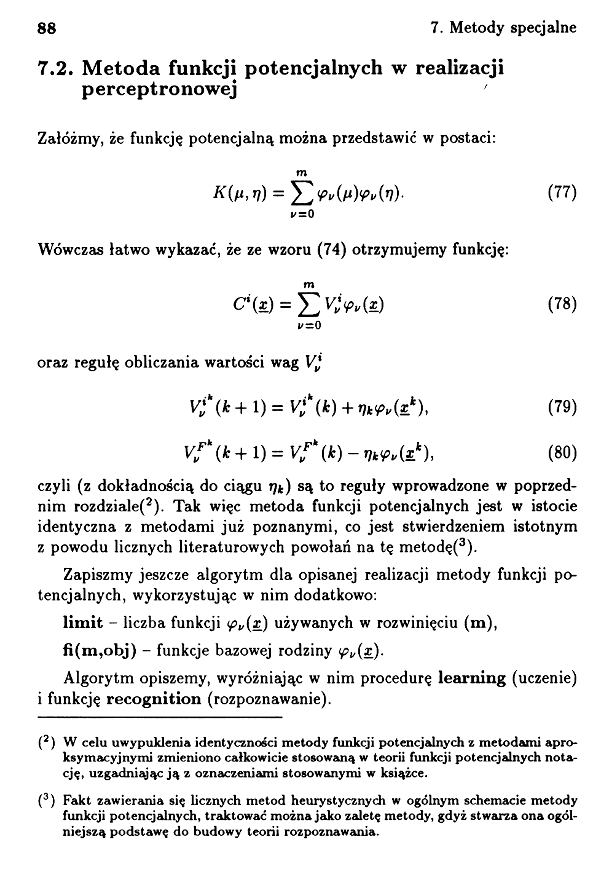 88 7. Metody specjalne
7.2. Metoda funkcji potencjalnych w realizacji
perceptronowej
Załóżmy, że funkcję potencjalną można przedstawić w postaci:
K(μ, η) = ∑_{ν=0}^{m} φ_ν(μ)φ_ν(η). (77)
Wówczas łatwo wykazać, że ze wzoru (74) otrzymujemy funkcję:
C^i(x̲) = ∑_{ν=0}^{m} V_ν^i φ_ν(x̲) (78)
oraz regułę obliczania wartości wag V_ν^i
V_ν^{i^k}(k + 1) = V_ν^{i^k}(k) + η_k φ_ν(x̲^k), (79)
V_ν^{F^k}(k + 1) = V_ν^{F^k}(k) − η_k φ_ν(x̲^k), (80)
czyli (z dokładnością do ciągu η_k) są to reguły wprowadzone w poprzed-
nim rozdziale(²). Tak więc metoda funkcji potencjalnych jest w istocie
identyczna z metodami już poznanymi, co jest stwierdzeniem istotnym
z powodu licznych literaturowych powołań na tę metodę(³).
Zapiszmy jeszcze algorytm dla opisanej realizacji metody funkcji po-
tencjalnych, wykorzystując w nim dodatkowo:
limit – liczba funkcji φ_ν(x̲) używanych w rozwinięciu (m),
fi(m,obj) – funkcje bazowej rodziny φ_ν(x̲).
Algorytm opiszemy, wyróżniając w nim procedurę learning (uczenie)
i funkcję recognition (rozpoznawanie).
(²) W celu uwypuklenia identyczności metody funkcji potencjalnych z metodami apro-
ksymacyjnymi zmieniono całkowicie stosowaną w teorii funkcji potencjalnych nota-
cję, uzgadniając ją z oznaczeniami stosowanymi w książce.
(³) Fakt zawierania się licznych metod heurystycznych w ogólnym schemacie metody
funkcji potencjalnych, traktować można jako zaletę metody, gdyż stwarza ona ogól-
niejszą podstawę do budowy teorii rozpoznawania.